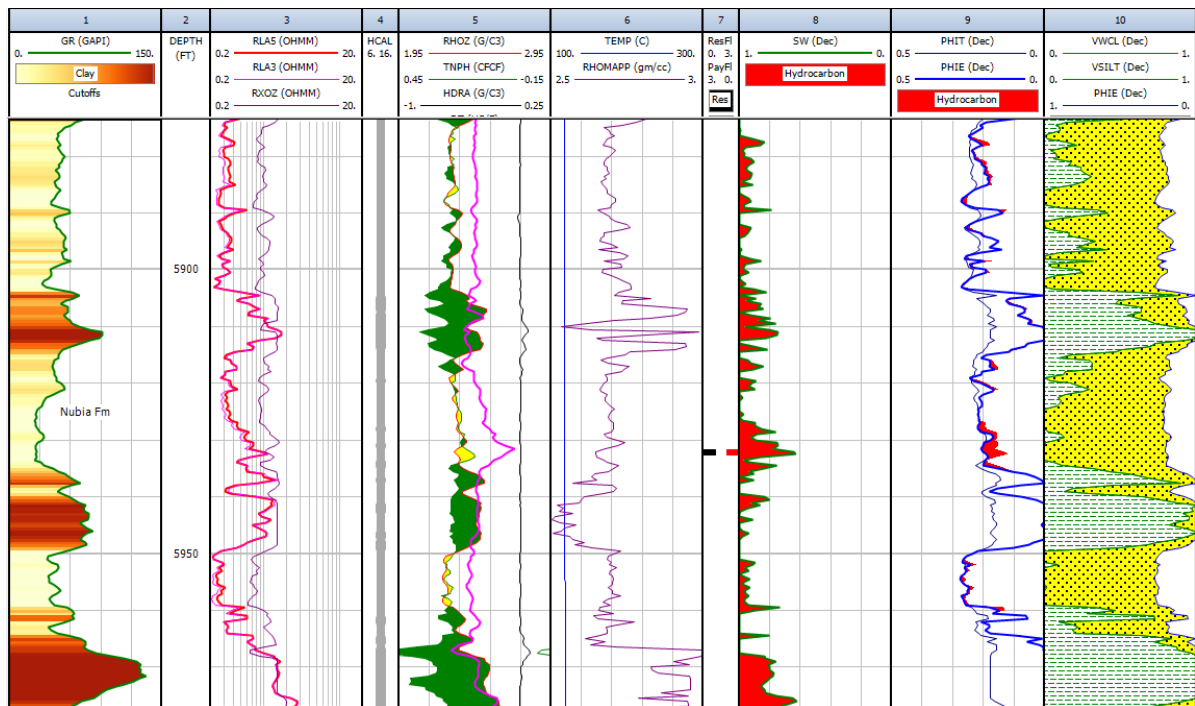 1 2 3 4 5 6 7 8 9 10
GR (GAPI)
0. 150.
Clay
Cutoffs
DEPTH
(FT)
RLA5 (OHMM)
0.2 20.
RLA3 (OHMM)
0.2 20.
RXOZ (OHMM)
0.2 20.
HCAL
6. 16.
RHOZ (G/C3)
1.95 2.95
TNPH (CFCF)
0.45 -0.15
HDRA (G/C3)
-1. 0.25
TEMP (C)
100. 300.
RHOMAPP (gm/cc)
2.5 3.
ResFl
0. 3.
PayFl
3. 0.
Res
SW (Dec)
1. 0.
Hydrocarbon
PHIT (Dec)
0.5 0.
PHIE (Dec)
0.5 0.
Hydrocarbon
VWCL (Dec)
0. 1.
VSILT (Dec)
0. 1.
PHIE (Dec)
1. 0.
5900
Nubia Fm
5950